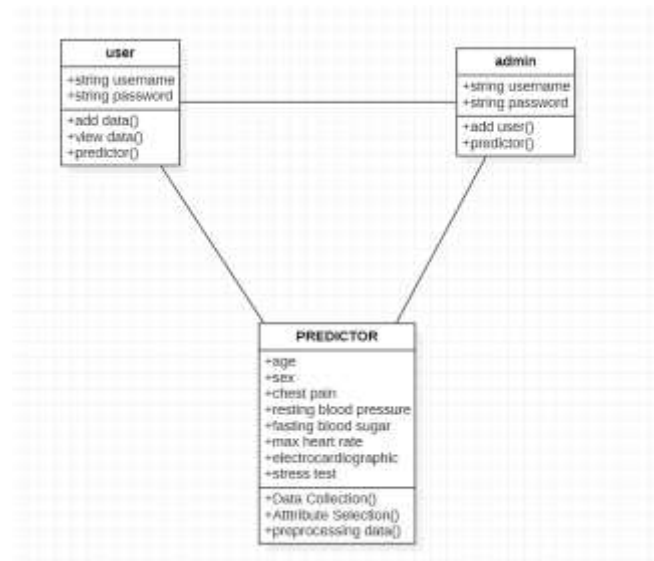 user
+string username
+string password
+add data()
+view data()
+predictor()
admin
+string username
+string password
+add user()
+predictor()
PREDICTOR
+age
+sex
+chest pain
+resting blood pressure
+fasting blood sugar
+max heart rate
+electrocardiographic
+stress test
+Data Collection()
+Attribute Selection()
+preprocessing data()